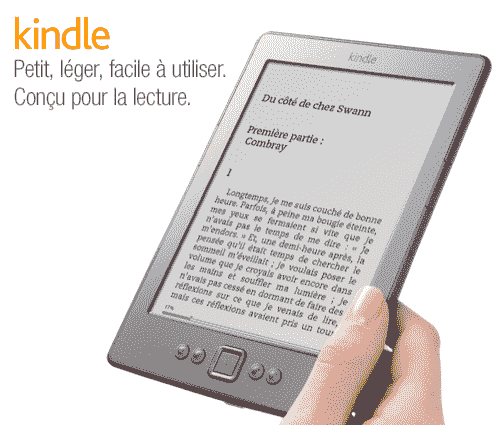 kindle
Petit, léger, facile à utiliser.
Conçu pour la lecture.
kindle
Du côté de chez Swann
Première partie :
Combray
I
Longtemps, je me suis couché de bonne
heure. Parfois, à peine ma bougie éteinte,
mes yeux se fermaient si vite que je
n'avais pas le temps de me dire : « Je
m'endors. » Et, une demi-heure après, la
pensée qu'il était temps de chercher le
sommeil m'éveillait ; je voulais poser le
volume que je croyais avoir encore dans
les mains et souffler ma lumière ; je
n'avais pas cessé en dormant de faire des
réflexions sur ce que je venais de lire,
mais ces réflexions avaient pris un tour